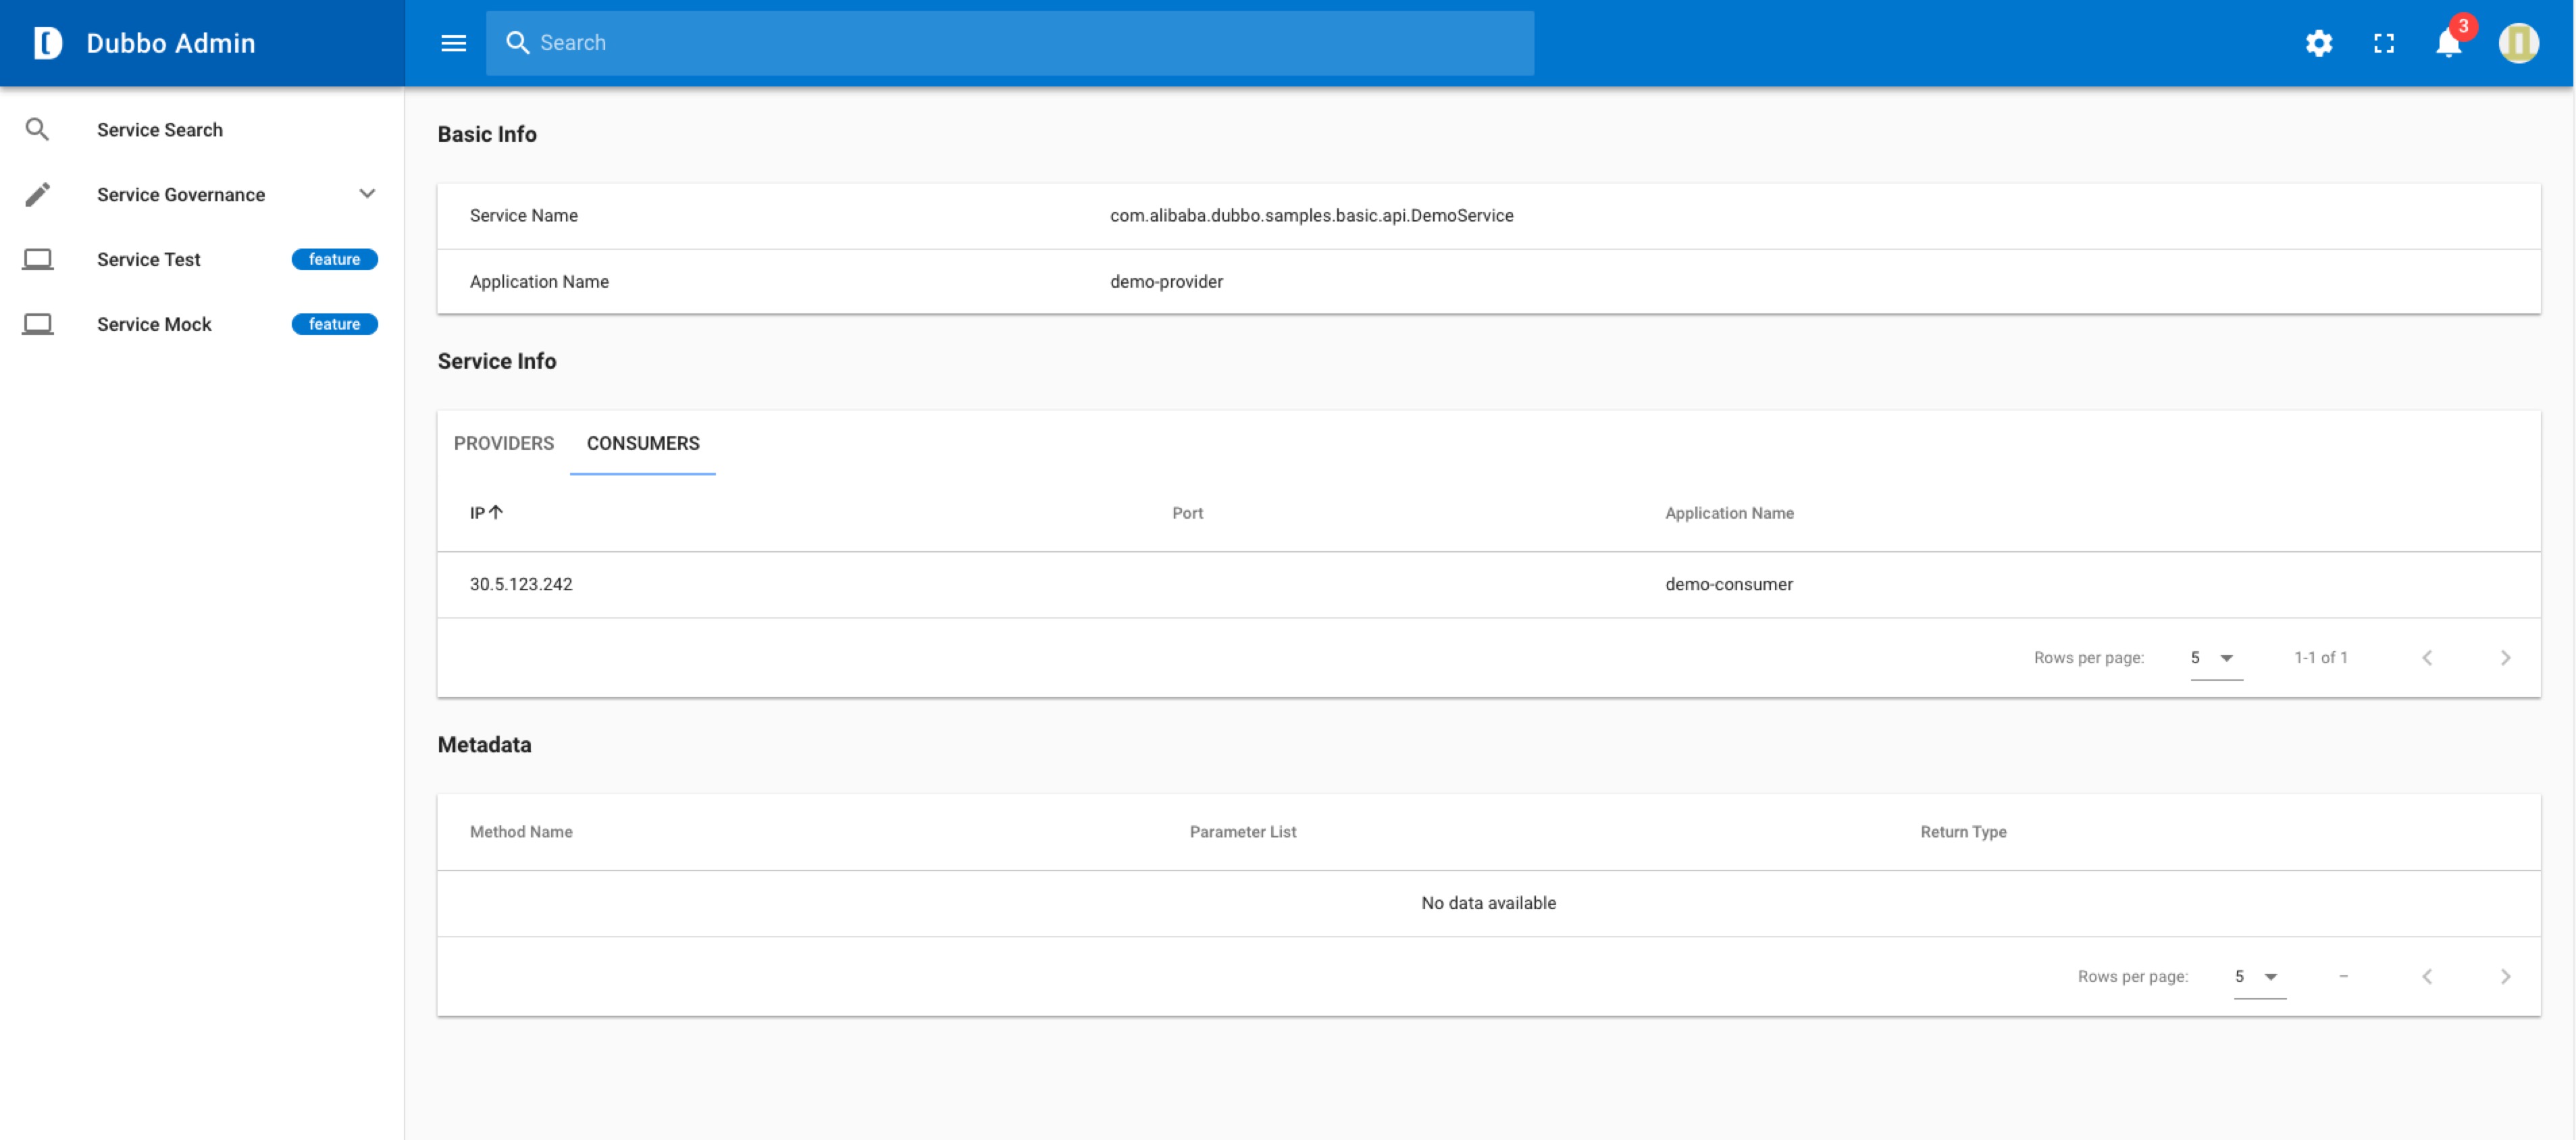 Dubbo Admin
Search
3
Service Search
Service Governance
Service Test feature
Service Mock feature
Basic Info
Service Name com.alibaba.dubbo.samples.basic.api.DemoService
Application Name demo-provider
Service Info
PROVIDERS CONSUMERS
IP Port Application Name
30.5.123.242 demo-consumer
Rows per page: 5 1-1 of 1
Metadata
Method Name Parameter List Return Type
No data available
Rows per page: 5 –